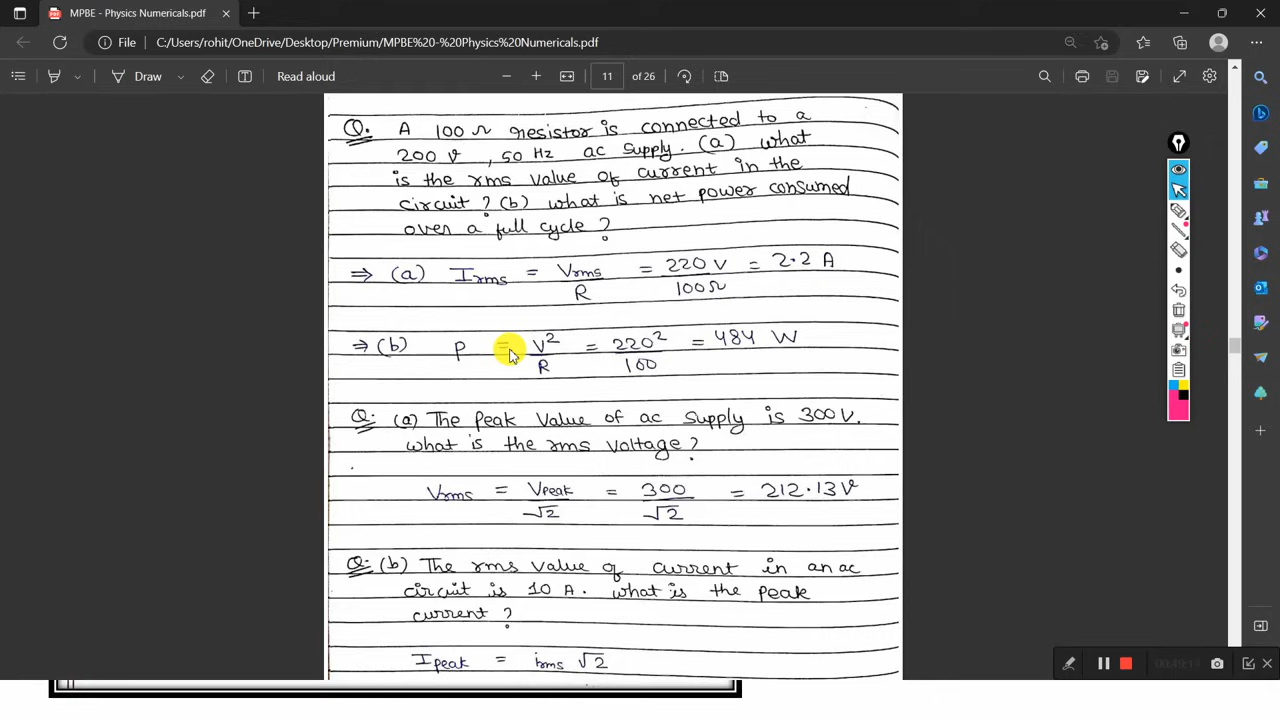 MPBE - Physics Numericals.pdf
File C:/Users/rohit/OneDrive/Desktop/Premium/MPBE%20-%20Physics%20Numericals.pdf
Draw Read aloud 11 of 26
Q. A 100 Ω resistor is connected to a
200 V, 50 Hz ac supply. (a) what
is the rms value of current in the
circuit? (b) what is net power consumed
over a full cycle?
⇒ (a) Irms = Vrms/R = 220 V/100Ω = 2.2 A
⇒ (b) P = V²/R = 220²/100 = 484 W
Q: (a) The peak value of ac supply is 300V.
what is the rms voltage?
Vrms = Vpeak/√2 = 300/√2 = 212.13V
Q: (b) The rms value of current in an ac
circuit is 10 A. what is the peak
current?
Ipeak = irms √2